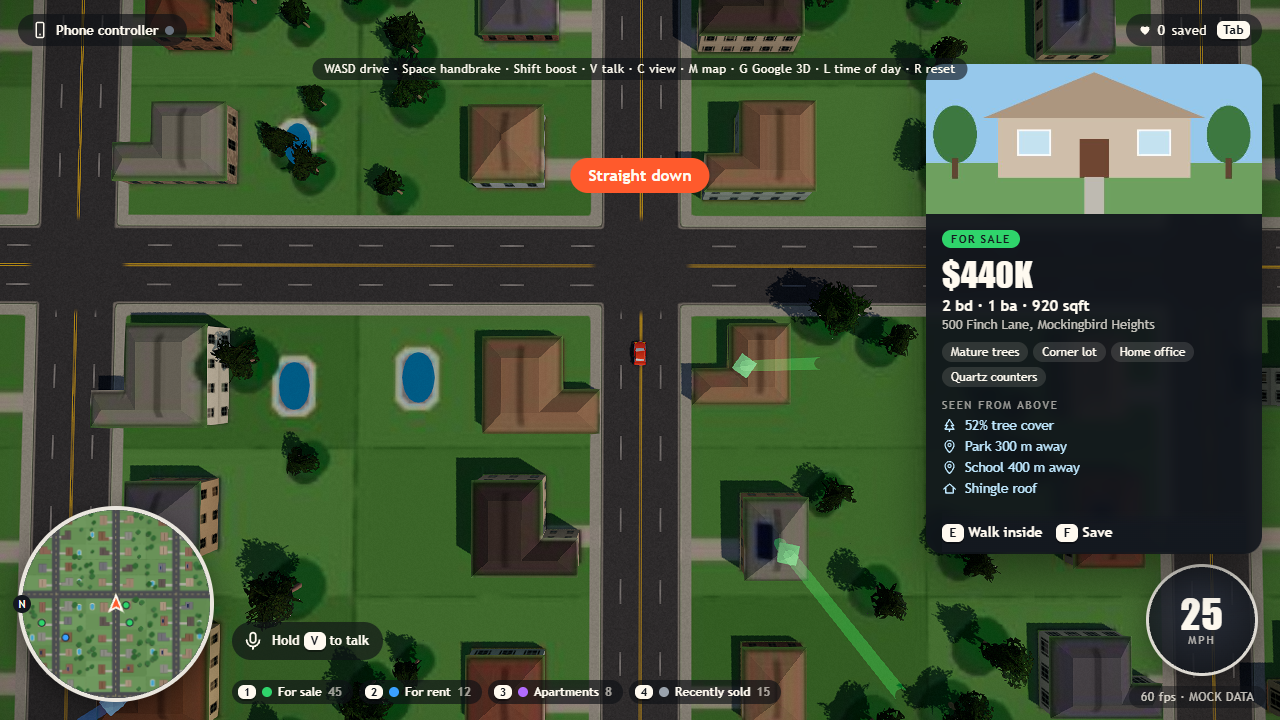 Phone controller
0 saved Tab
WASD drive · Space handbrake · Shift boost · V talk · C view · M map · G Google 3D · L time of day · R reset
Straight down
FOR SALE
$440K
2 bd · 1 ba · 920 sqft
500 Finch Lane, Mockingbird Heights
Mature trees Corner lot Home office
Quartz counters
SEEN FROM ABOVE
52% tree cover
Park 300 m away
School 400 m away
Shingle roof
E Walk inside F Save
N
Hold V to talk
25
MPH
1 For sale 45 2 For rent 12 3 Apartments 8 4 Recently sold 15
60 fps · MOCK DATA